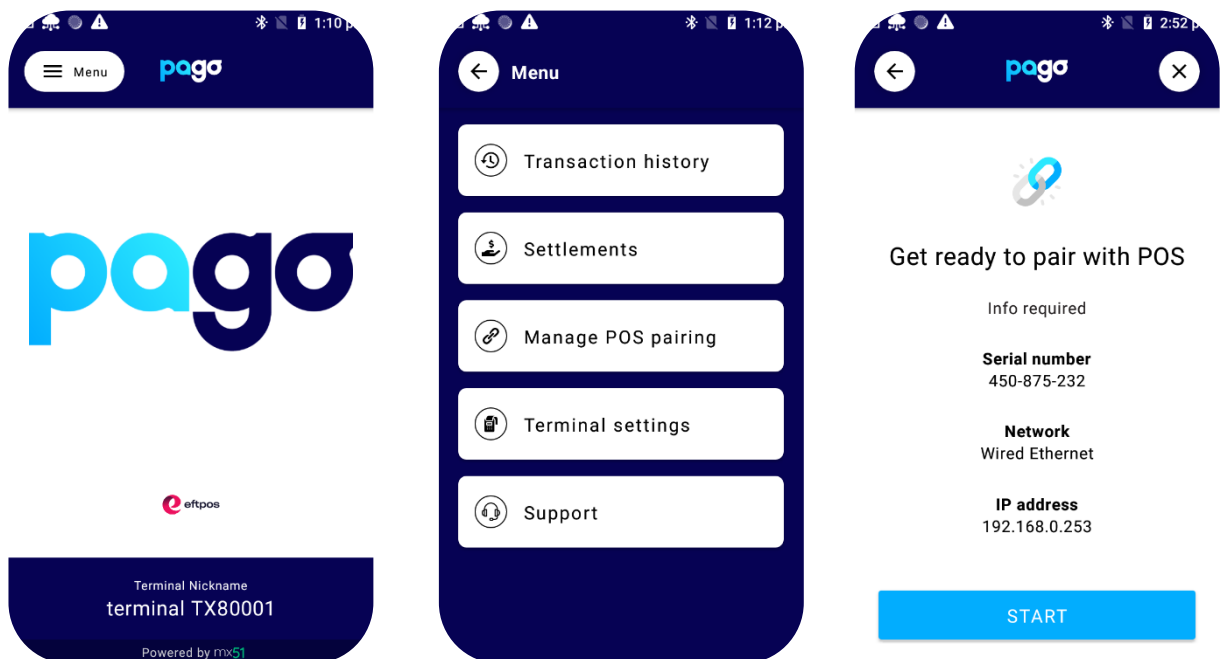 1:10 p
Menu
pago
pago
eftpos
Terminal Nickname
terminal TX80001
Powered by mx51
1:12 p
Menu
Transaction history
Settlements
Manage POS pairing
Terminal settings
Support
2:52 p
pago
Get ready to pair with POS
Info required
Serial number
450-875-232
Network
Wired Ethernet
IP address
192.168.0.253
START